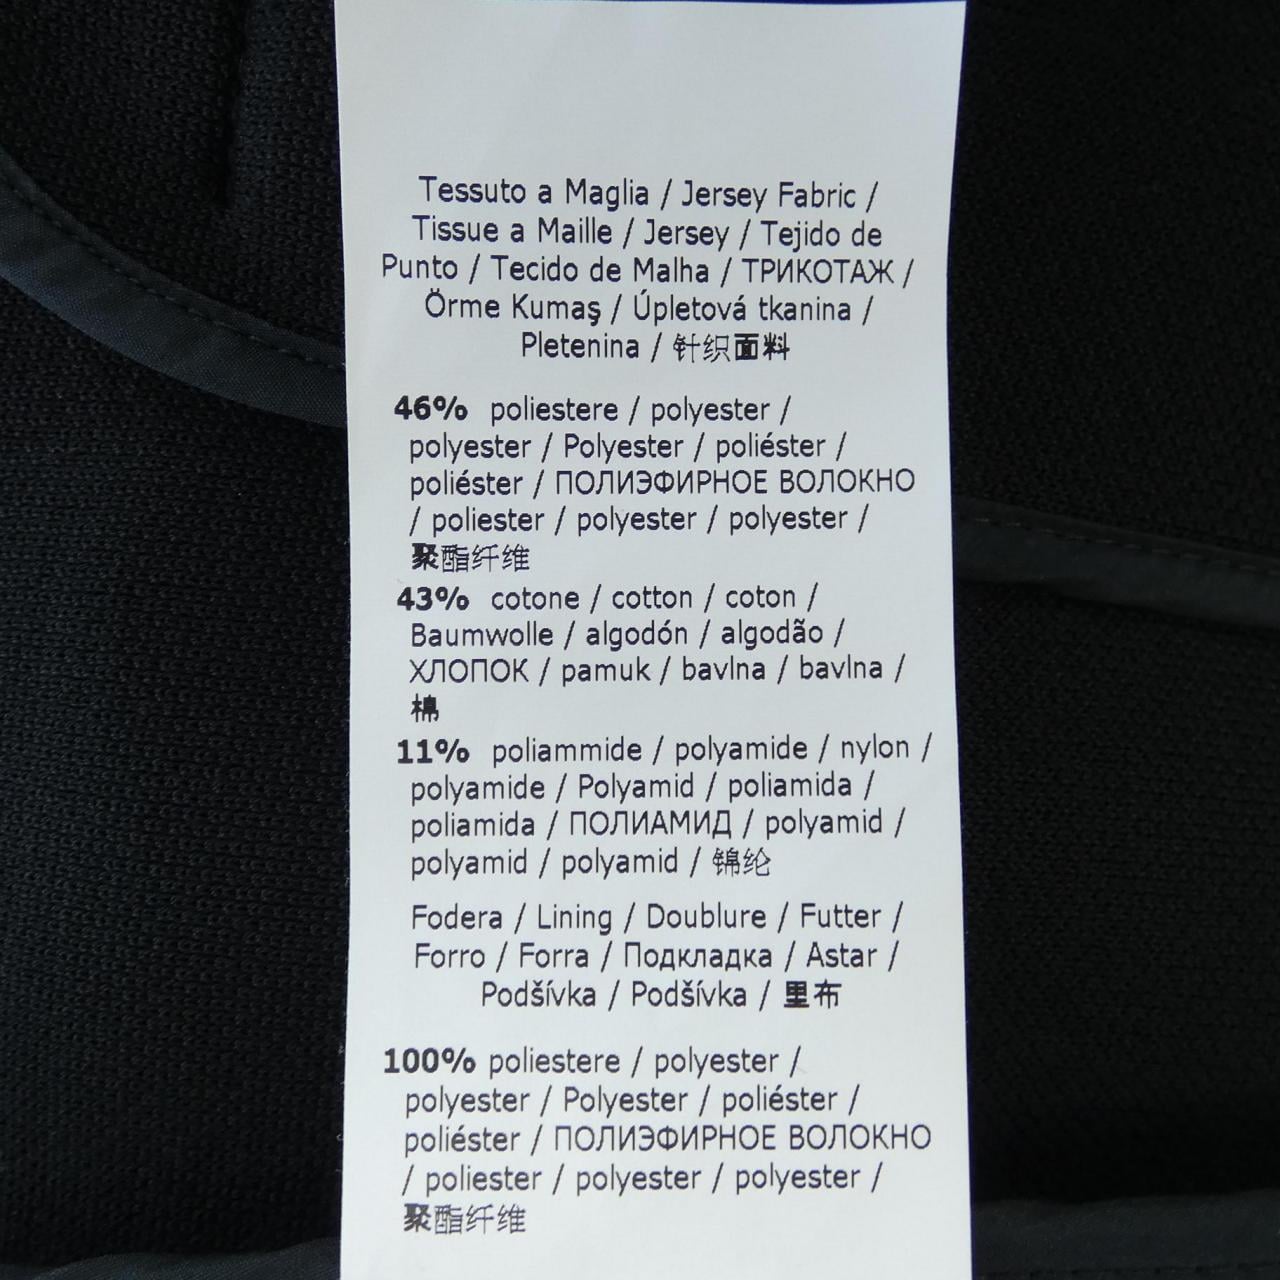 Tessuto a Maglia / Jersey Fabric /
Tissue a Maille / Jersey / Tejido de
Punto / Tecido de Malha / ТРИКОТАЖ /
Örme Kumaş / Úpletová tkanina /
Pletenina / 针织面料
46% poliestere / polyester /
polyester / Polyester / poliéster /
poliéster / ПОЛИЭФИРНОЕ ВОЛОКНО
/ poliester / polyester / polyester /
聚酯纤维
43% cotone / cotton / coton /
Baumwolle / algodón / algodão /
ХЛОПОК / pamuk / bavlna / bavlna /
棉
11% poliammide / polyamide / nylon /
polyamide / Polyamid / poliamida /
poliamida / ПОЛИАМИД / polyamid /
polyamid / polyamid / 锦纶
Fodera / Lining / Doublure / Futter /
Forro / Forra / Подкладка / Astar /
Podšívka / Podšívka / 里布
100% poliestere / polyester /
polyester / Polyester / poliéster /
poliéster / ПОЛИЭФИРНОЕ ВОЛОКНО
/ poliester / polyester / polyester /
聚酯纤维